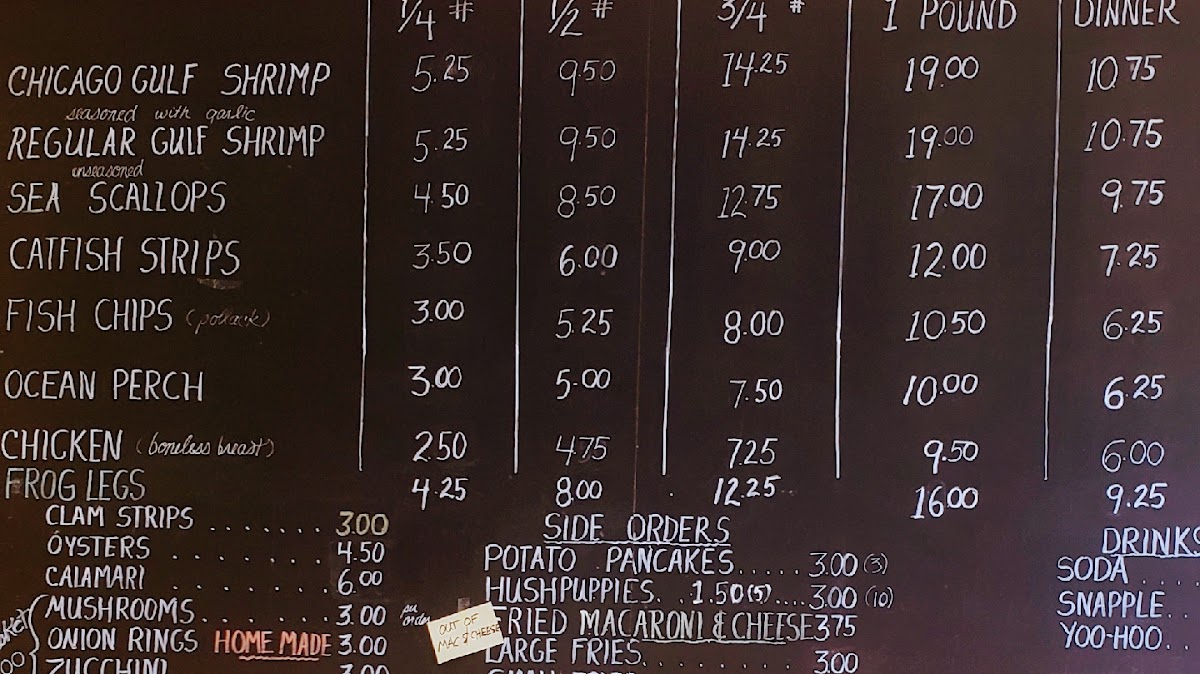 1/4 # 1/2 # 3/4 # 1 POUND DINNER
CHICAGO GULF SHRIMP 5.25 9.50 14.25 19.00 10.75
seasoned with garlic
REGULAR GULF SHRIMP 5.25 9.50 14.25 19.00 10.75
unseasoned
SEA SCALLOPS 4.50 8.50 12.75 17.00 9.75
CATFISH STRIPS 3.50 6.00 9.00 12.00 7.25
FISH CHIPS (pollack) 3.00 5.25 8.00 10.50 6.25
OCEAN PERCH 3.00 5.00 7.50 10.00 6.25
CHICKEN (boneless breast) 2.50 4.75 7.25 9.50 6.00
FROG LEGS 4.25 8.00 12.25 16.00 9.25
CLAM STRIPS ....... 3.00
OYSTERS ....... 4.50
CALAMARI ....... 6.00
MUSHROOMS ....... 3.00 per order
ONION RINGS HOME MADE 3.00
ZUCCHINI 3.00
SIDE ORDERS
POTATO PANCAKES..... 3.00 (3)
HUSHPUPPIES.. 1.50 (5).... 3.00 (10)
OUT OF
MAC & CHEESE
FRIED MACARONI & CHEESE 3.75
LARGE FRIES........ 3.00
DRINKS
SODA ....
SNAPPLE..
YOO-HOO..